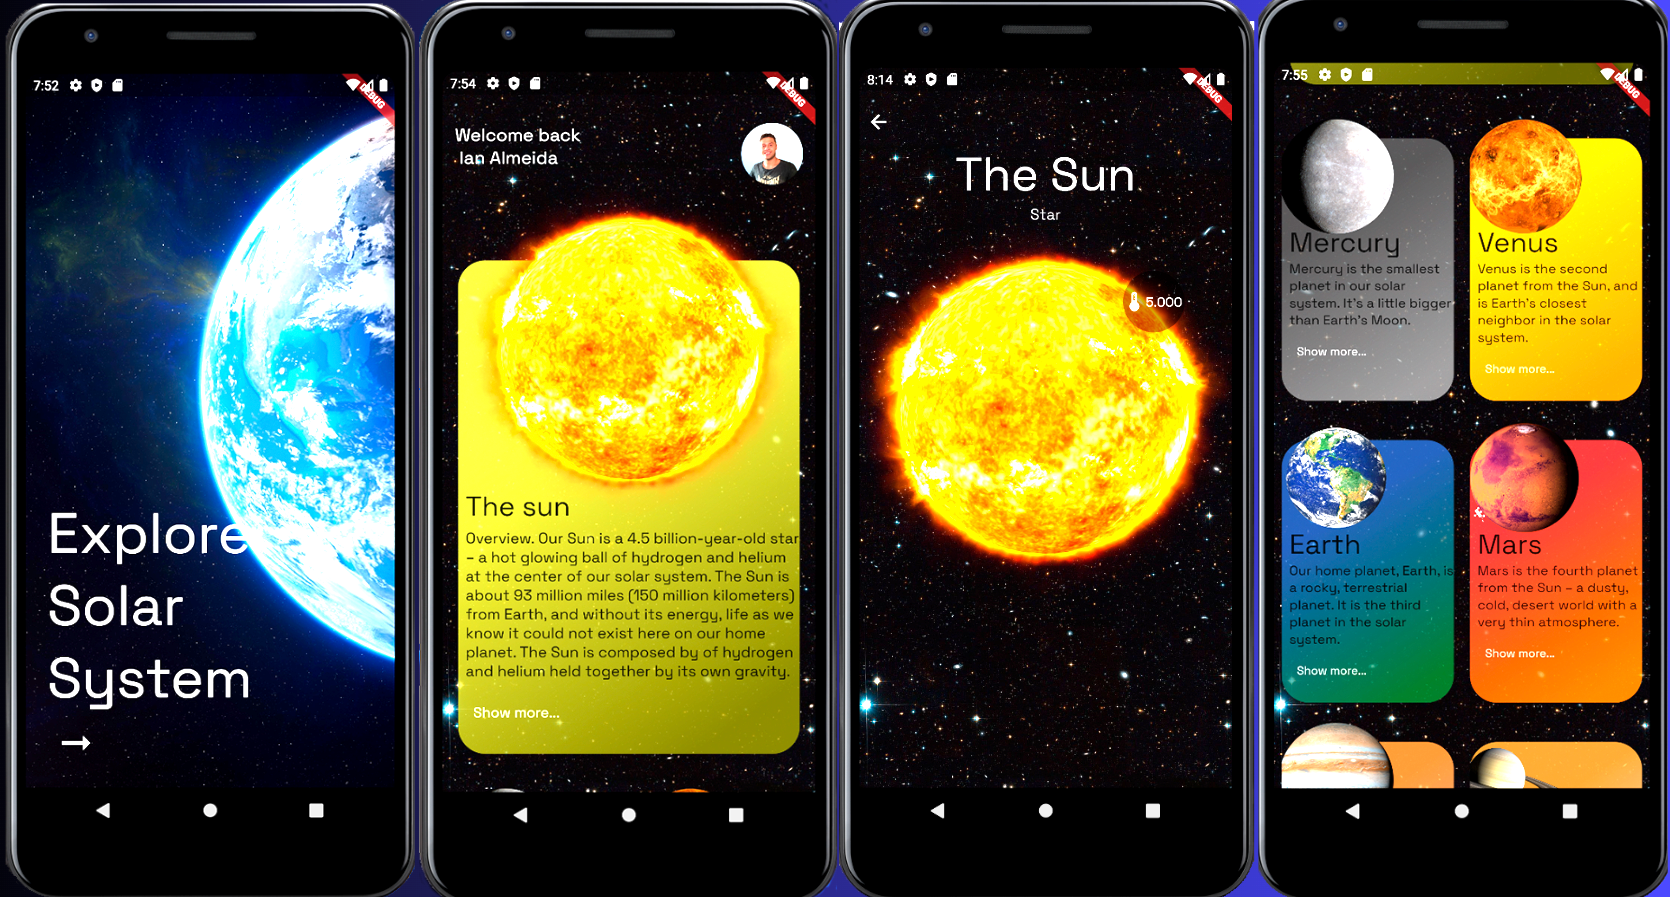 7:52
DEBUG
Explore
Solar
System
7:54
DEBUG
Welcome back
Ian Almeida
The sun
Overview. Our Sun is a 4.5 billion-year-old star
– a hot glowing ball of hydrogen and helium
at the center of our solar system. The Sun is
about 93 million miles (150 million kilometers)
from Earth, and without its energy, life as we
know it could not exist here on our home
planet. The Sun is composed by of hydrogen
and helium held together by its own gravity.
Show more...
8:14
DEBUG
The Sun
Star
5.000
7:55
DEBUG
Mercury
Mercury is the smallest
planet in our solar
system. It's a little bigger
than Earth's Moon.
Show more...
Venus
Venus is the second
planet from the Sun, and
is Earth's closest
neighbor in the solar
system.
Show more...
Earth
Our home planet, Earth, is
a rocky, terrestrial
planet. It is the third
planet in the solar
system.
Show more...
Mars
Mars is the fourth planet
from the Sun – a dusty,
cold, desert world with a
very thin atmosphere.
Show more...